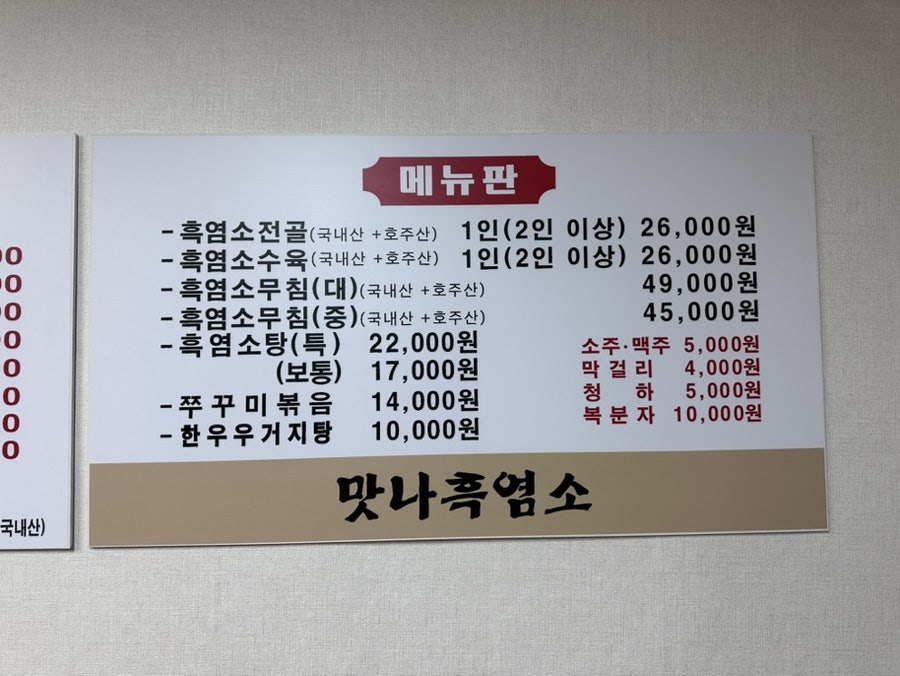 메뉴판
-흑염소전골(국내산 +호주산) 1인(2인 이상) 26,000원
-흑염소수육(국내산 +호주산) 1인(2인 이상) 26,000원
-흑염소무침(대)(국내산 +호주산) 49,000원
-흑염소무침(중)(국내산 +호주산) 45,000원
-흑염소탕(특) 22,000원
(보통) 17,000원
-쭈꾸미볶음 14,000원
-한우우거지탕 10,000원
소주·맥주 5,000원
막걸리 4,000원
청하 5,000원
복분자 10,000원
맛나흑염소
국내산)